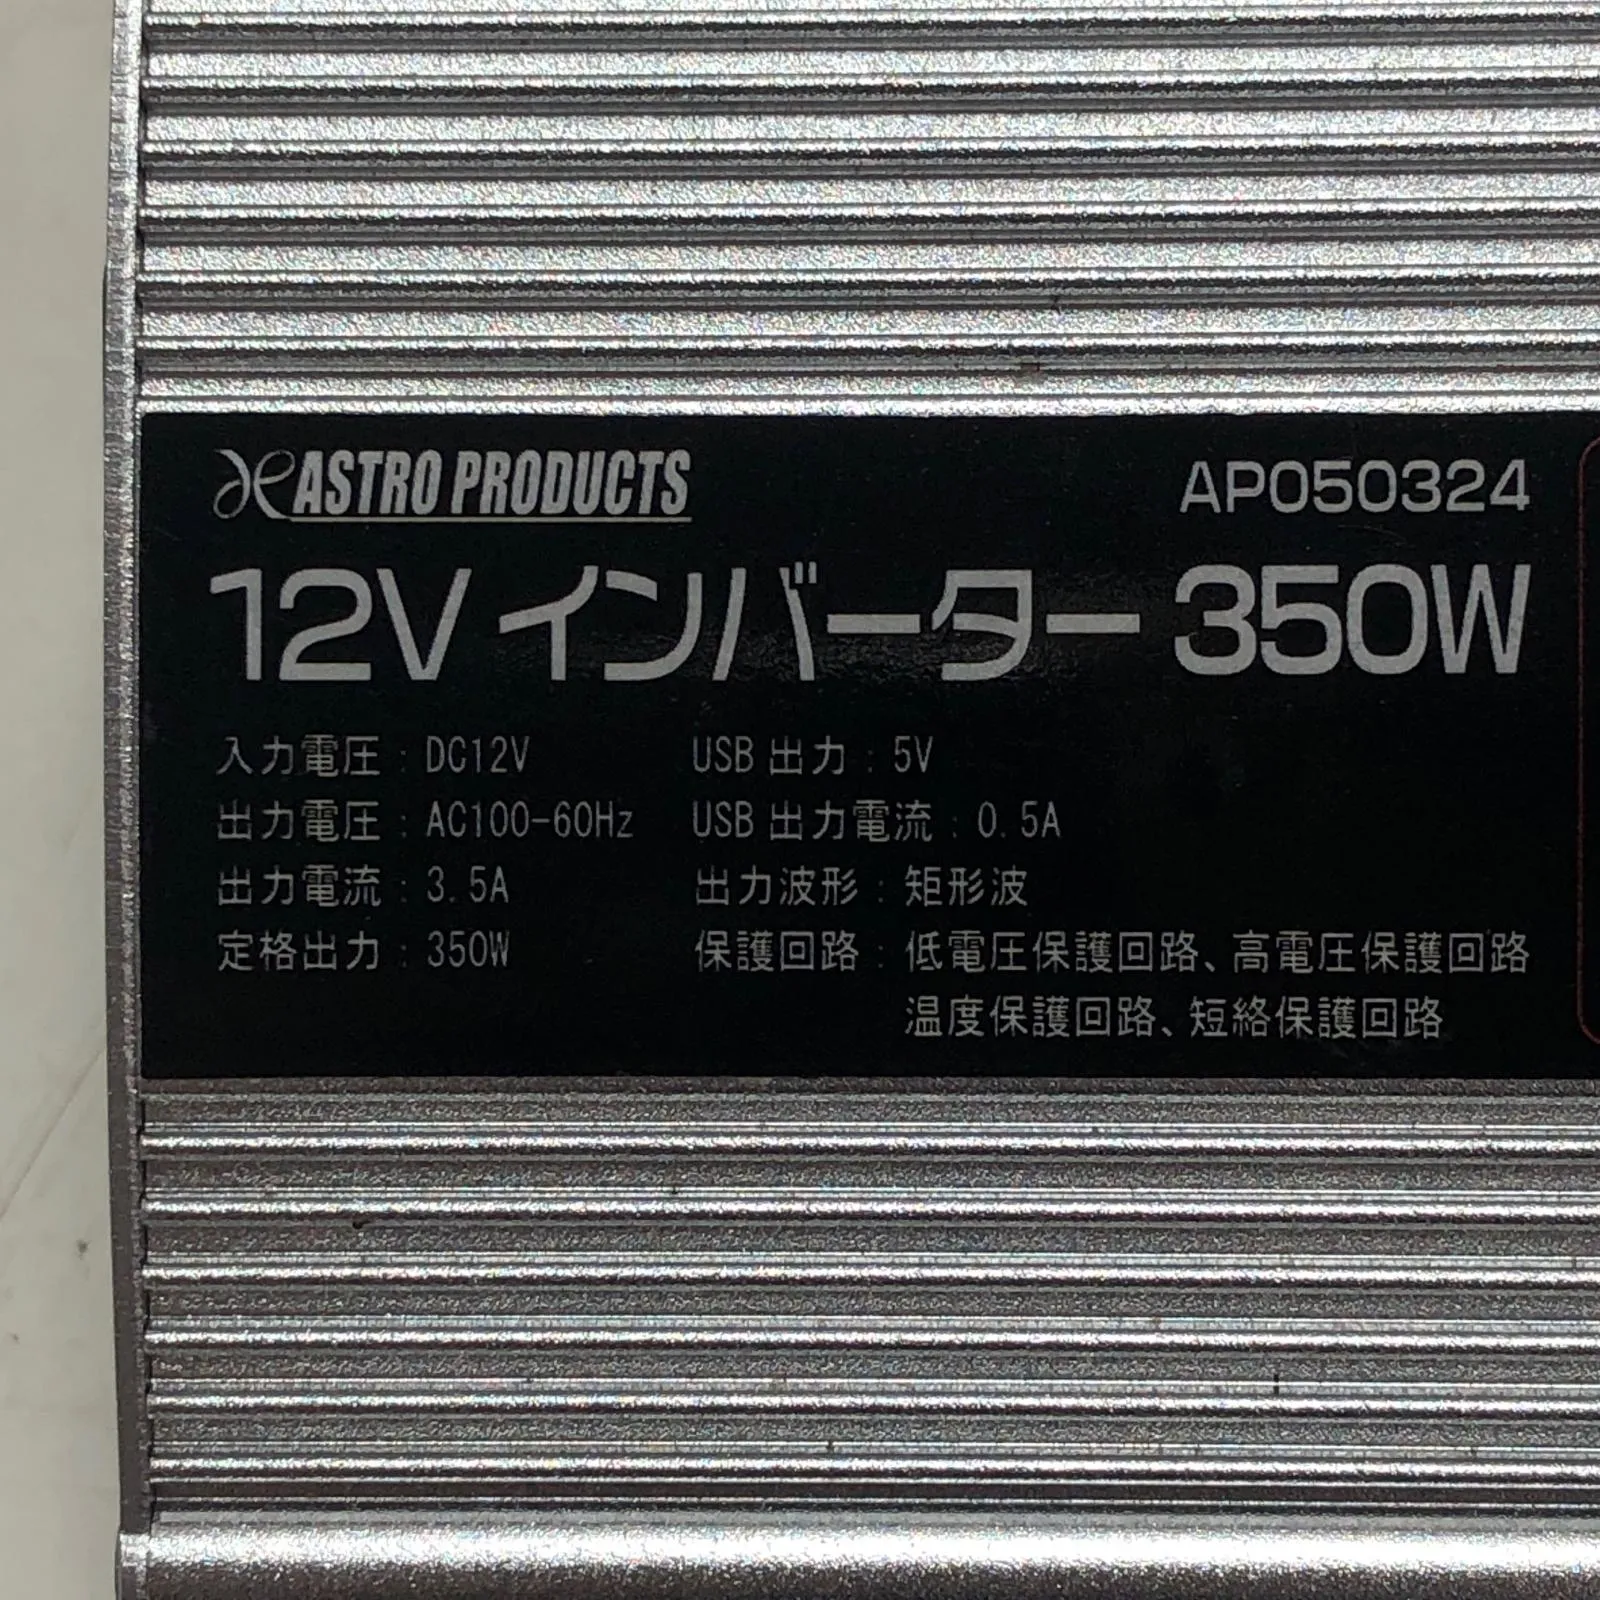 ASTRO PRODUCTS AP050324
12V インバーター 350W
入力電圧：DC12V USB 出力：5V
出力電圧：AC100-60Hz USB 出力電流：0.5A
出力電流：3.5A 出力波形：矩形波
定格出力：350W 保護回路：低電圧保護回路、高電圧保護回路
温度保護回路、短絡保護回路